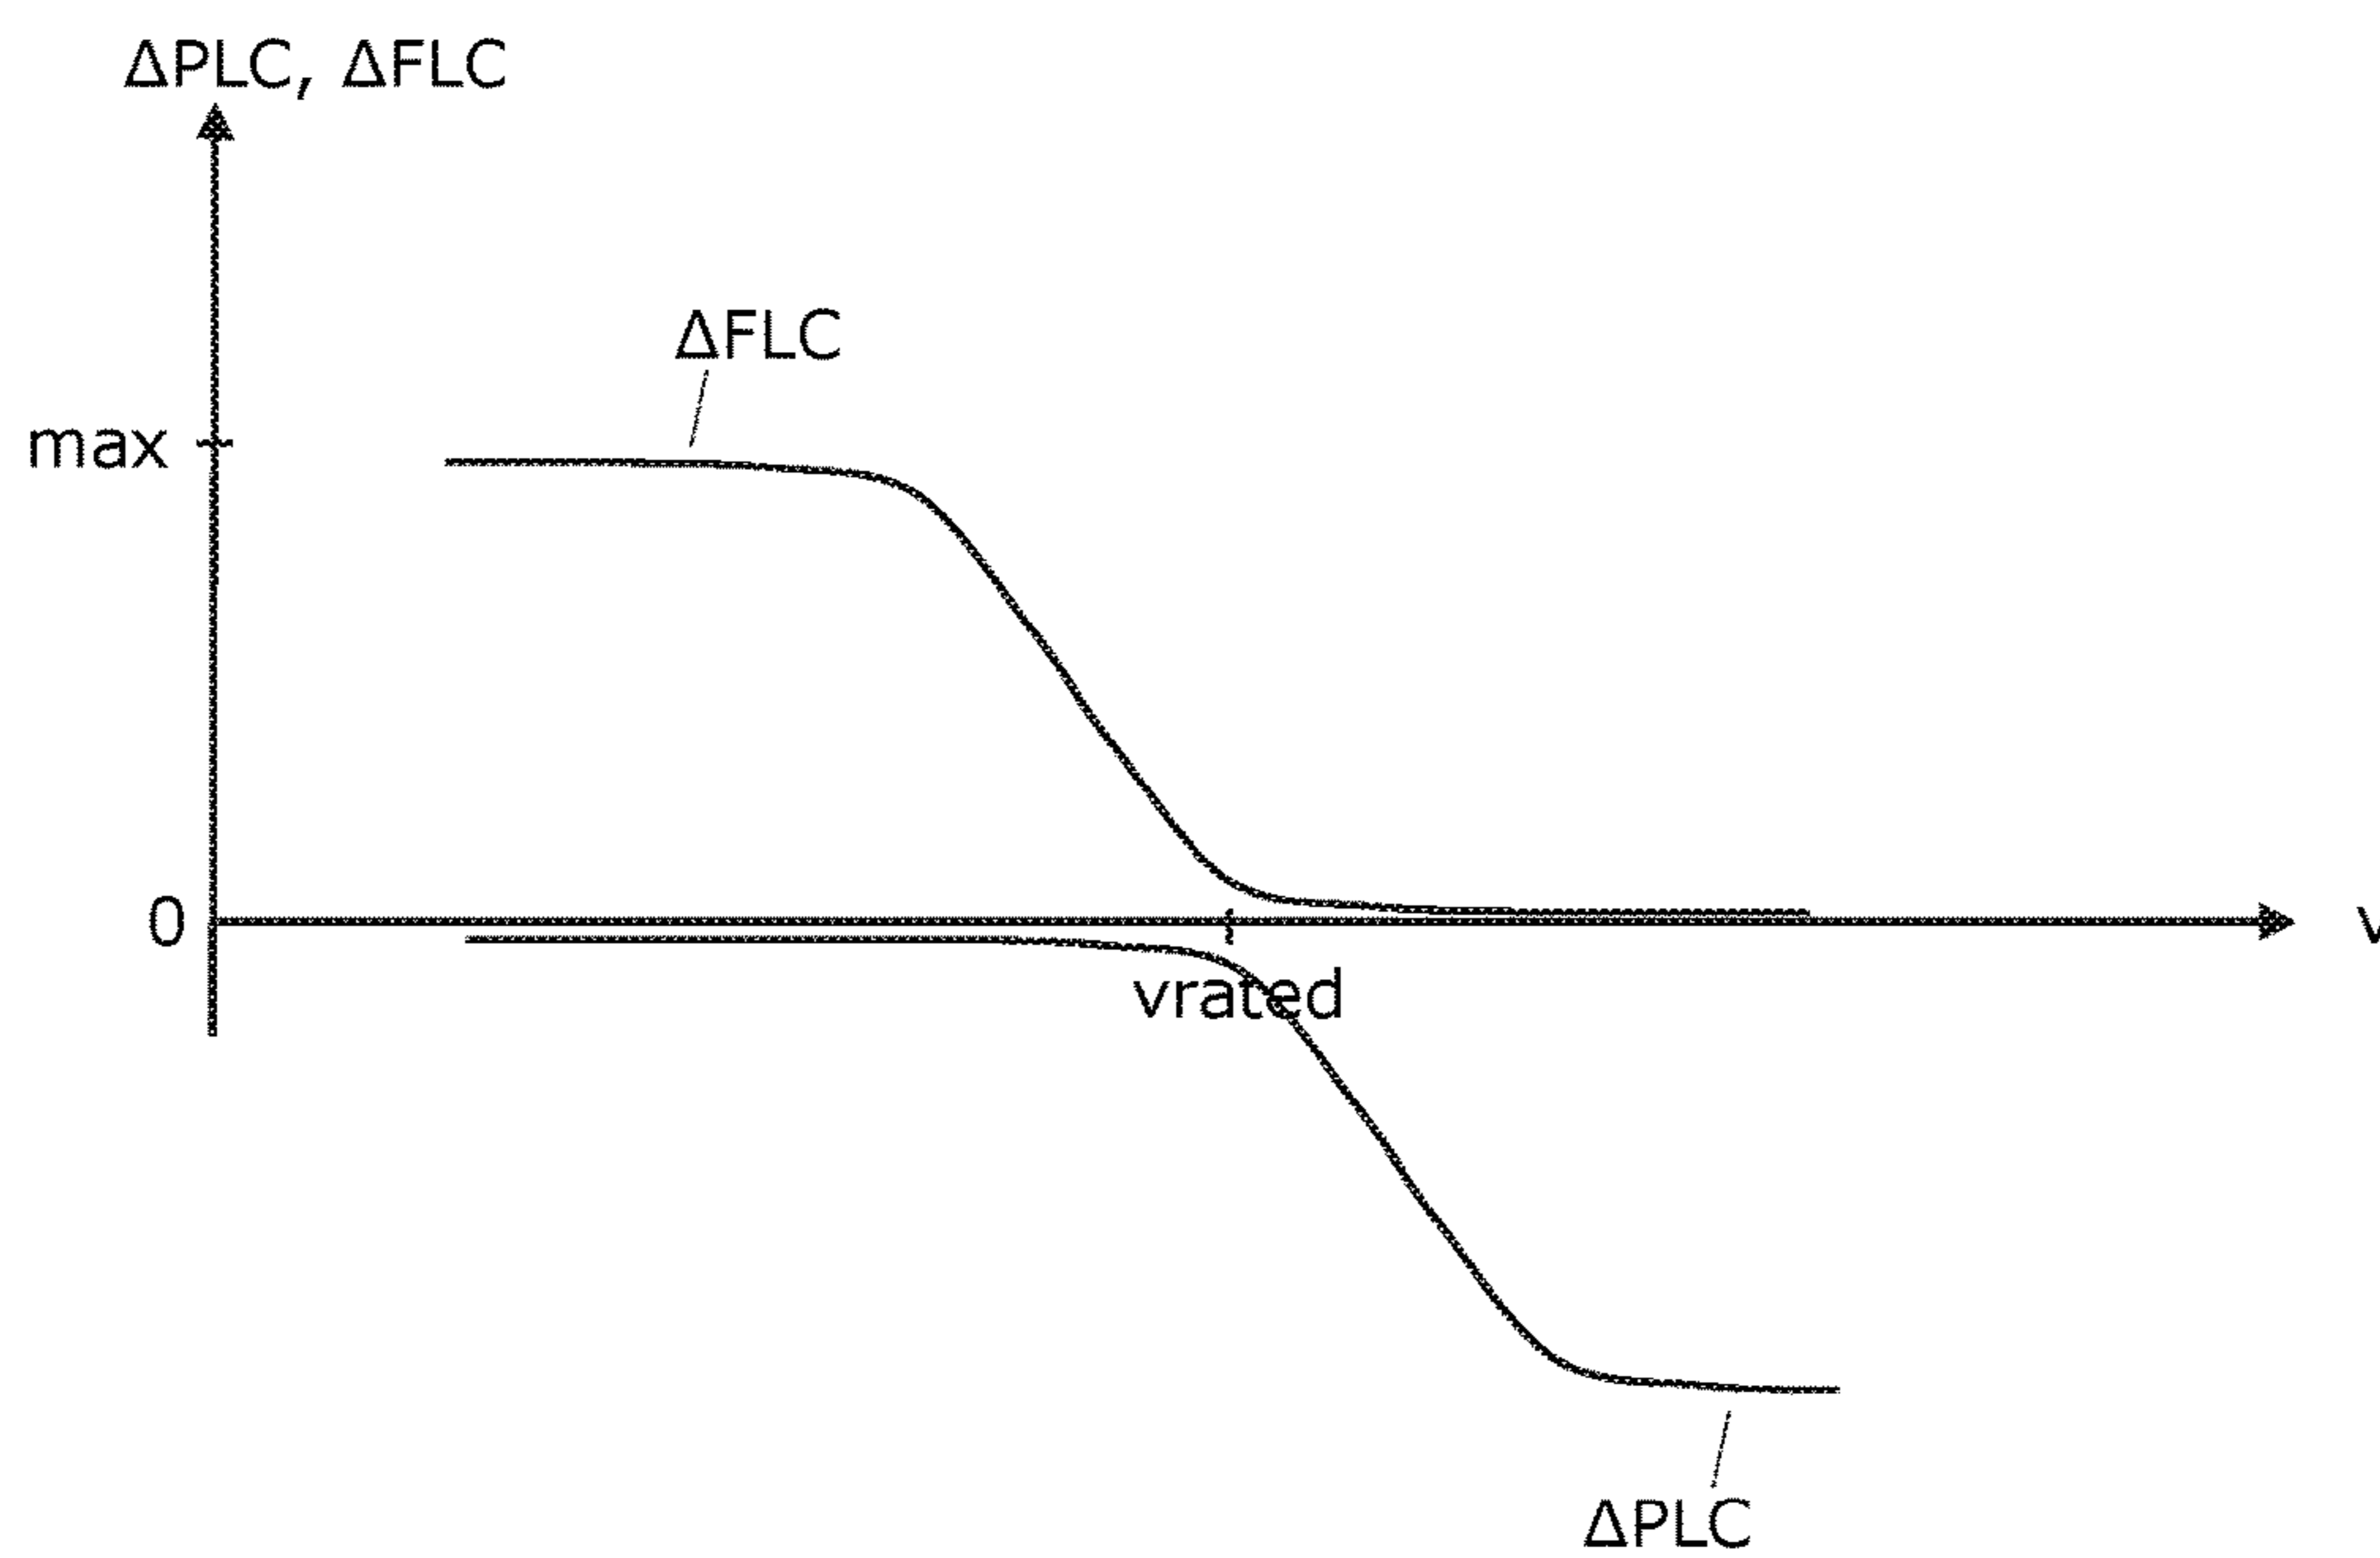 ΔPLC, ΔFLC
ΔFLC
max
0
v
vrated
ΔPLC